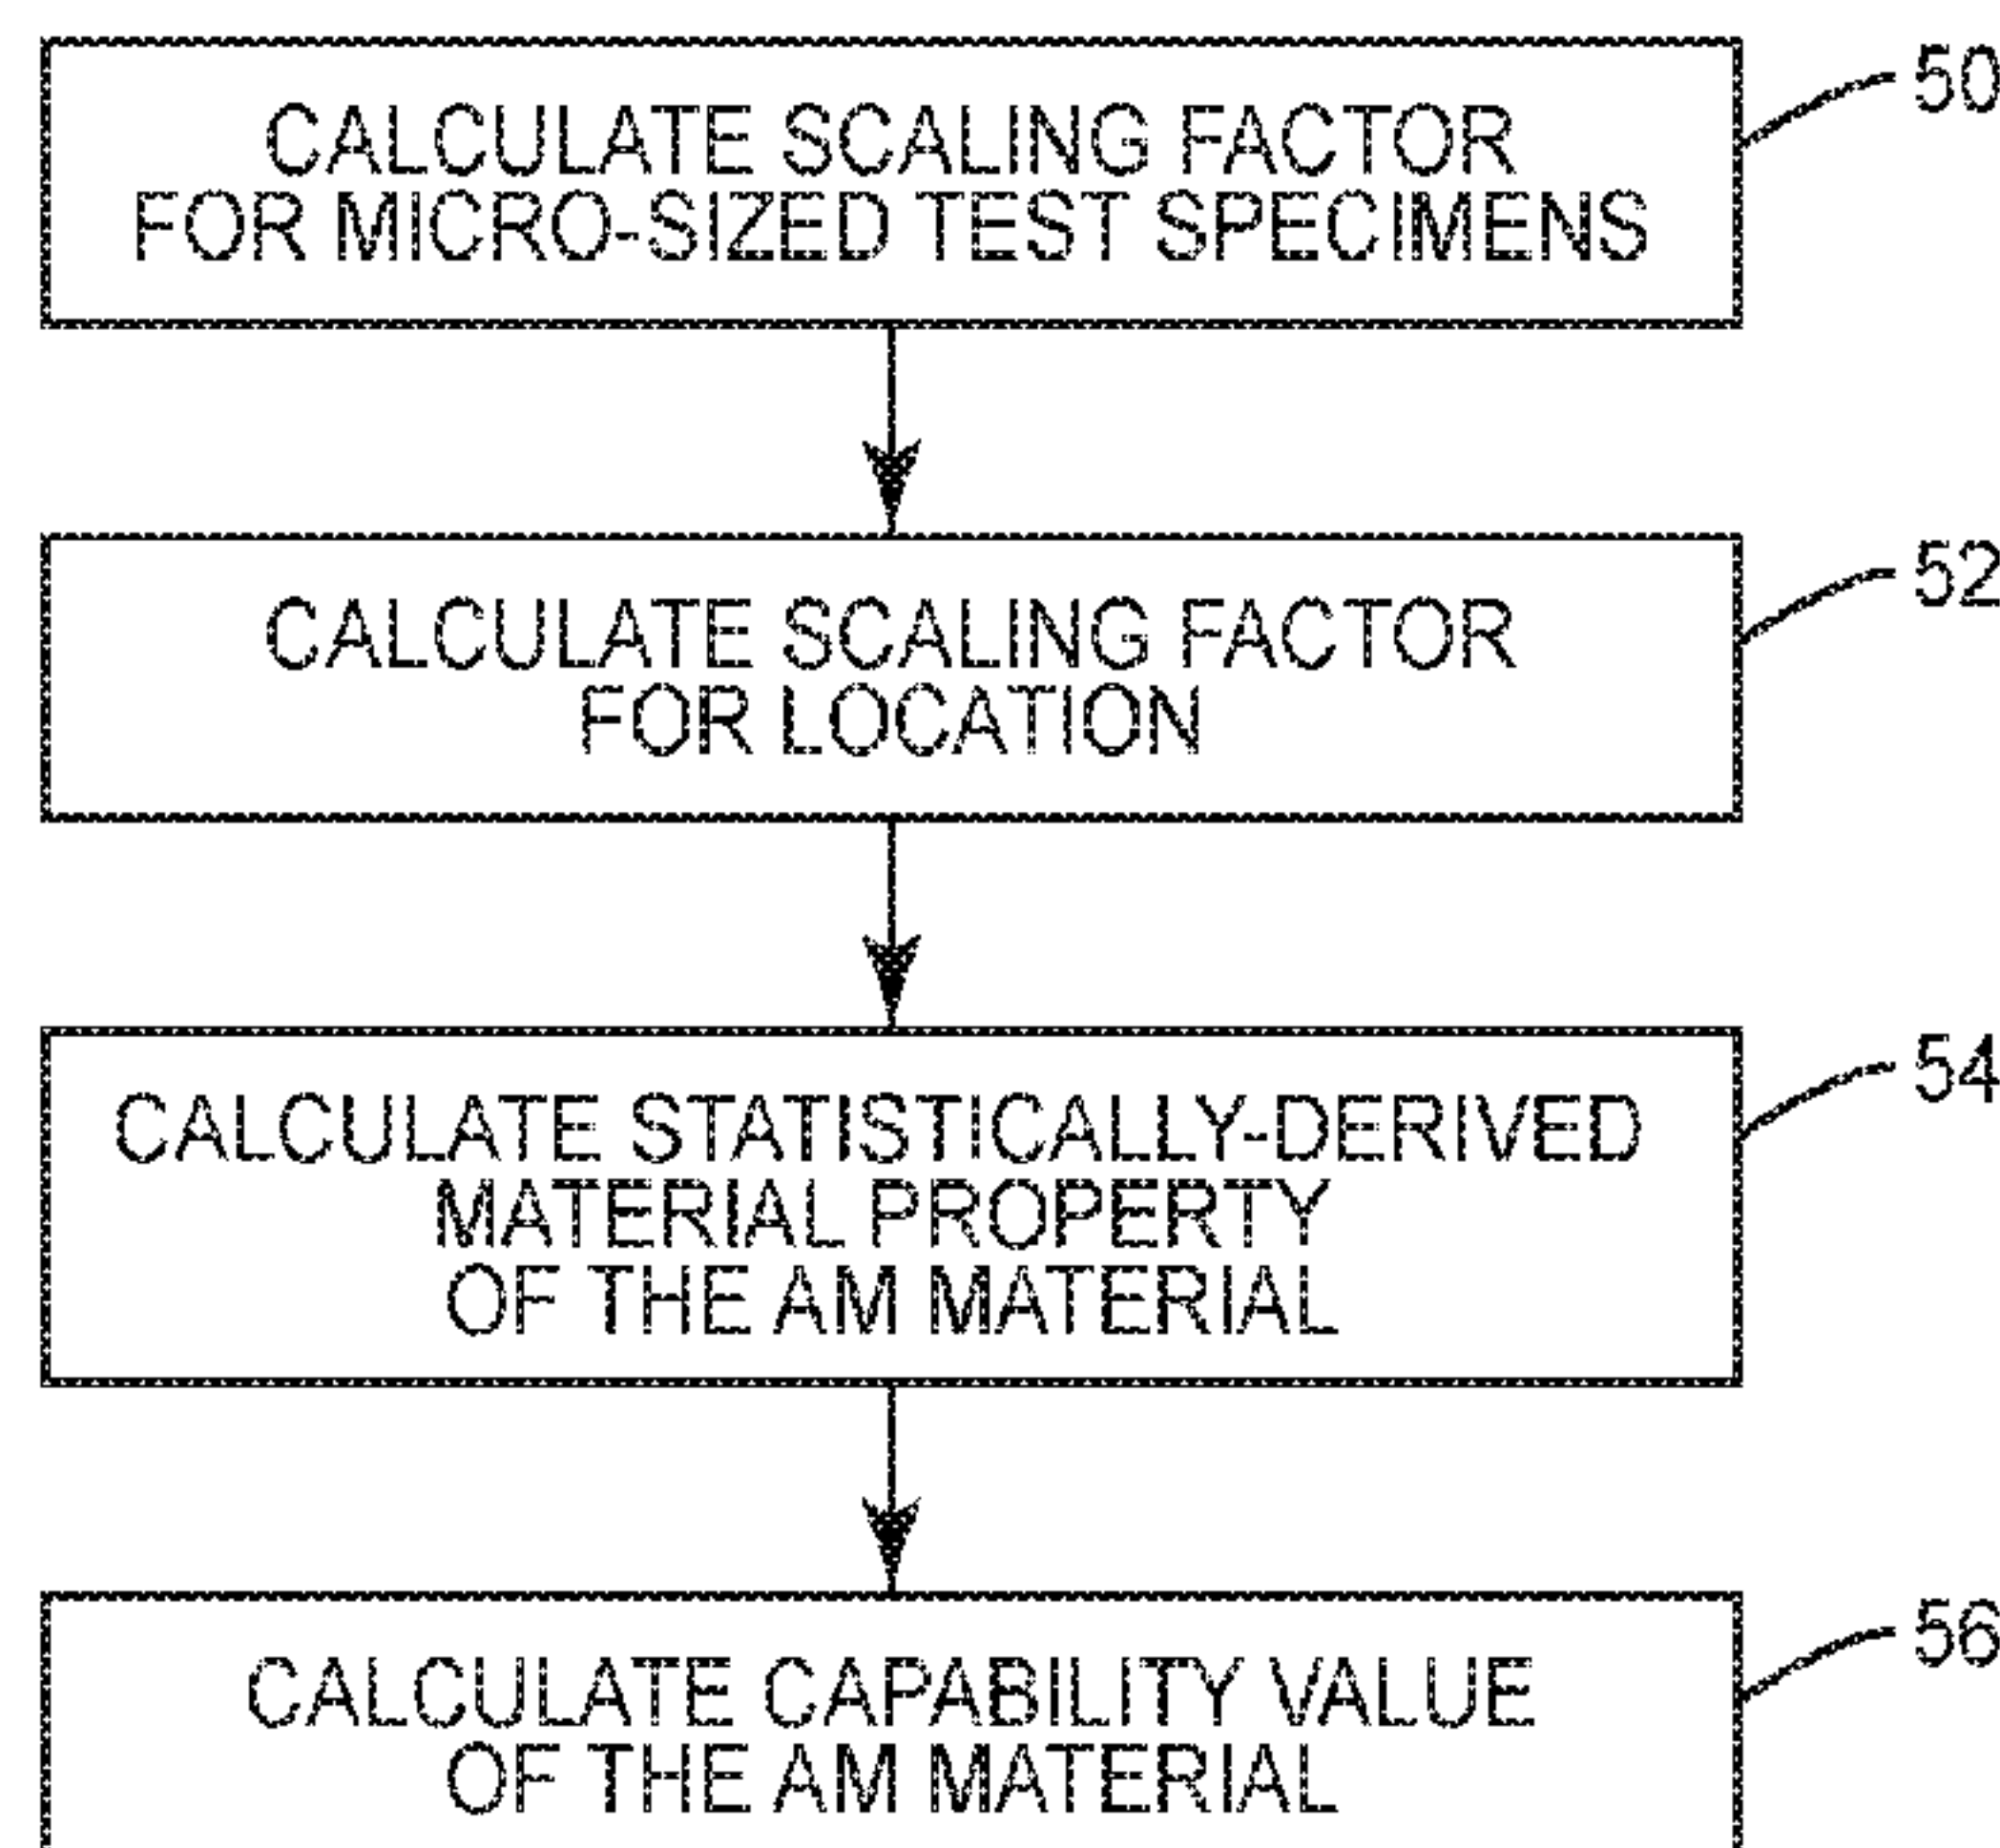 CALCULATE SCALING FACTOR
FOR MICRO-SIZED TEST SPECIMENS
50
CALCULATE SCALING FACTOR
FOR LOCATION
52
CALCULATE STATISTICALLY-DERIVED
MATERIAL PROPERTY
OF THE AM MATERIAL
54
CALCULATE CAPABILITY VALUE
OF THE AM MATERIAL
56